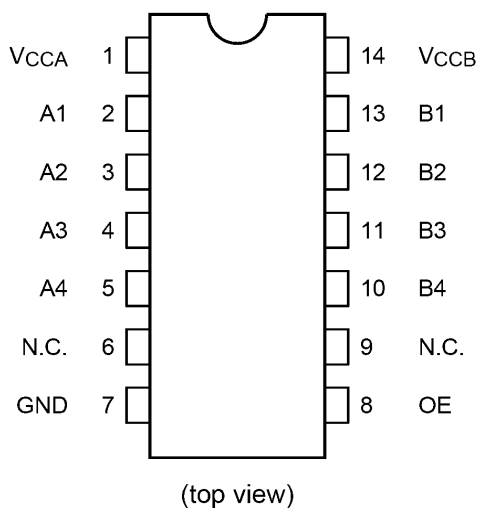 VCCA 1 14 VCCB
A1 2 13 B1
A2 3 12 B2
A3 4 11 B3
A4 5 10 B4
N.C. 6 9 N.C.
GND 7 8 OE
(top view)